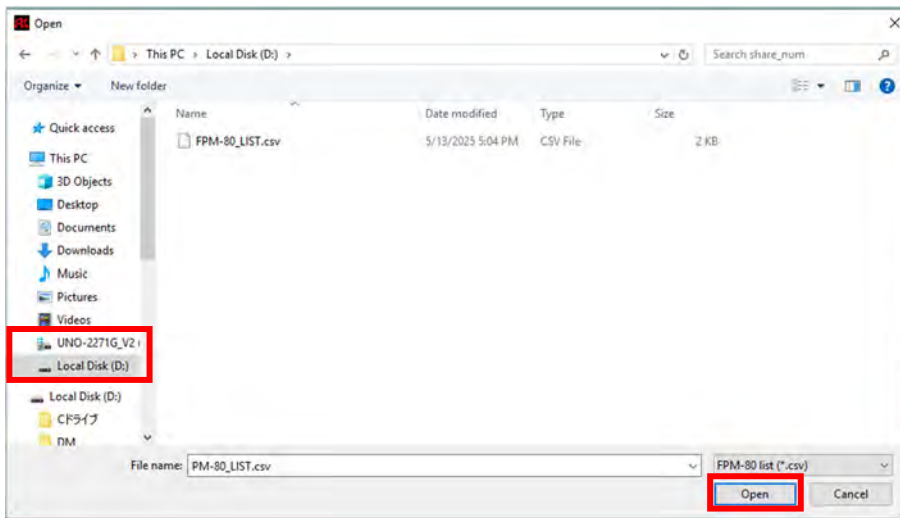 Open
This PC > Local Disk (D:) >
Search share_num
Organize
New folder
Name
Date modified
Type
Size
FPM-80_LIST.csv
5/13/2025 5:04 PM
CSV File
2 KB
Quick access
This PC
3D Objects
Desktop
Documents
Downloads
Music
Pictures
Videos
UNO-2271G_V2 (
Local Disk (D:)
Local Disk (D:)
Cドライブ
DM
File name:
PM-80_LIST.csv
FPM-80 list (*.csv)
Open
Cancel